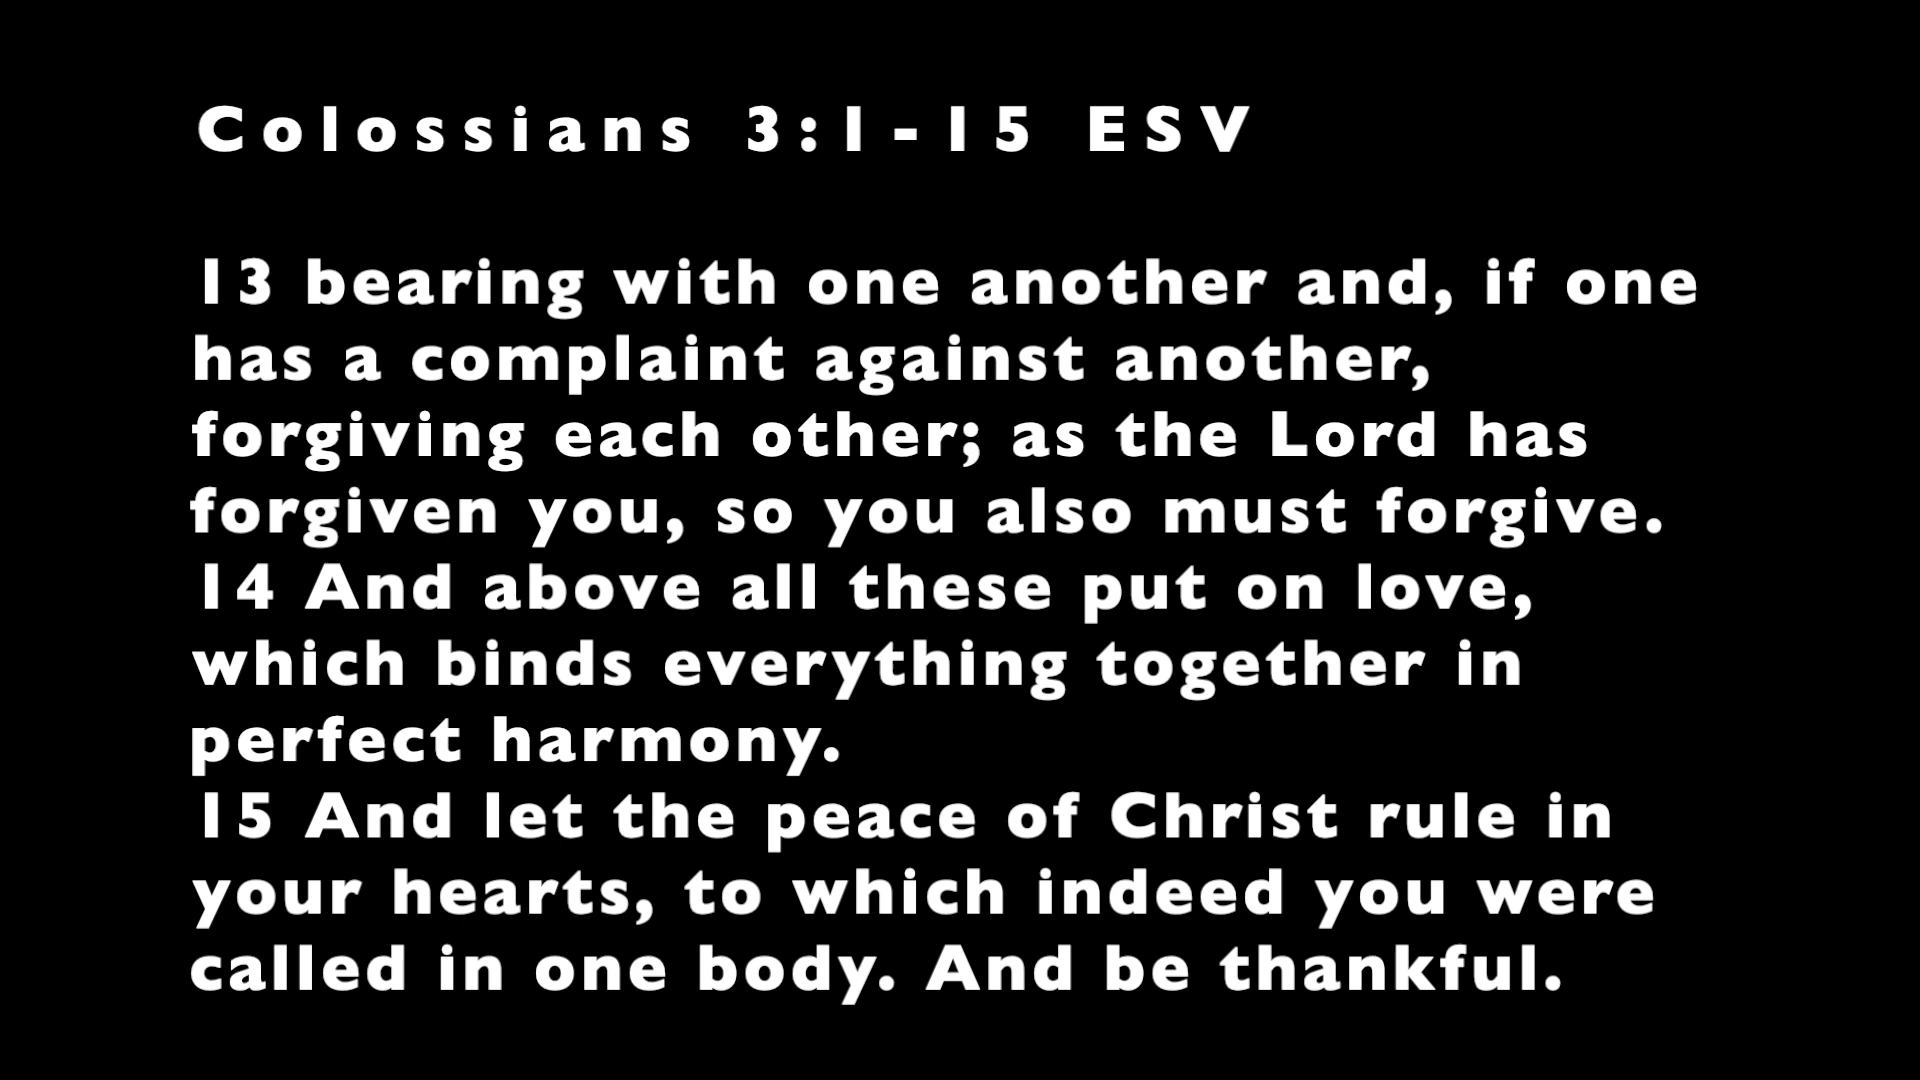 Colossians 3:1-15 ESV
13 bearing with one another and, if one
has a complaint against another,
forgiving each other; as the Lord has
forgiven you, so you also must forgive.
14 And above all these put on love,
which binds everything together in
perfect harmony.
15 And let the peace of Christ rule in
your hearts, to which indeed you were
called in one body. And be thankful.